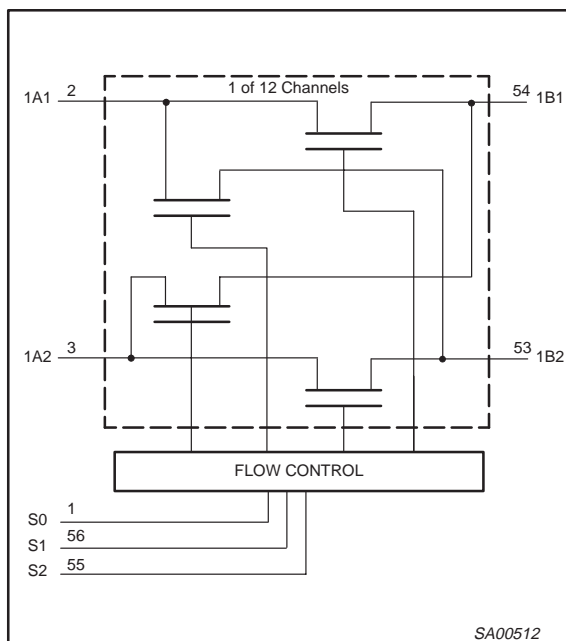 1 of 12 Channels
1A1 2
54 1B1
1A2 3
53 1B2
FLOW CONTROL
S0 1
S1 56
S2 55
SA00512